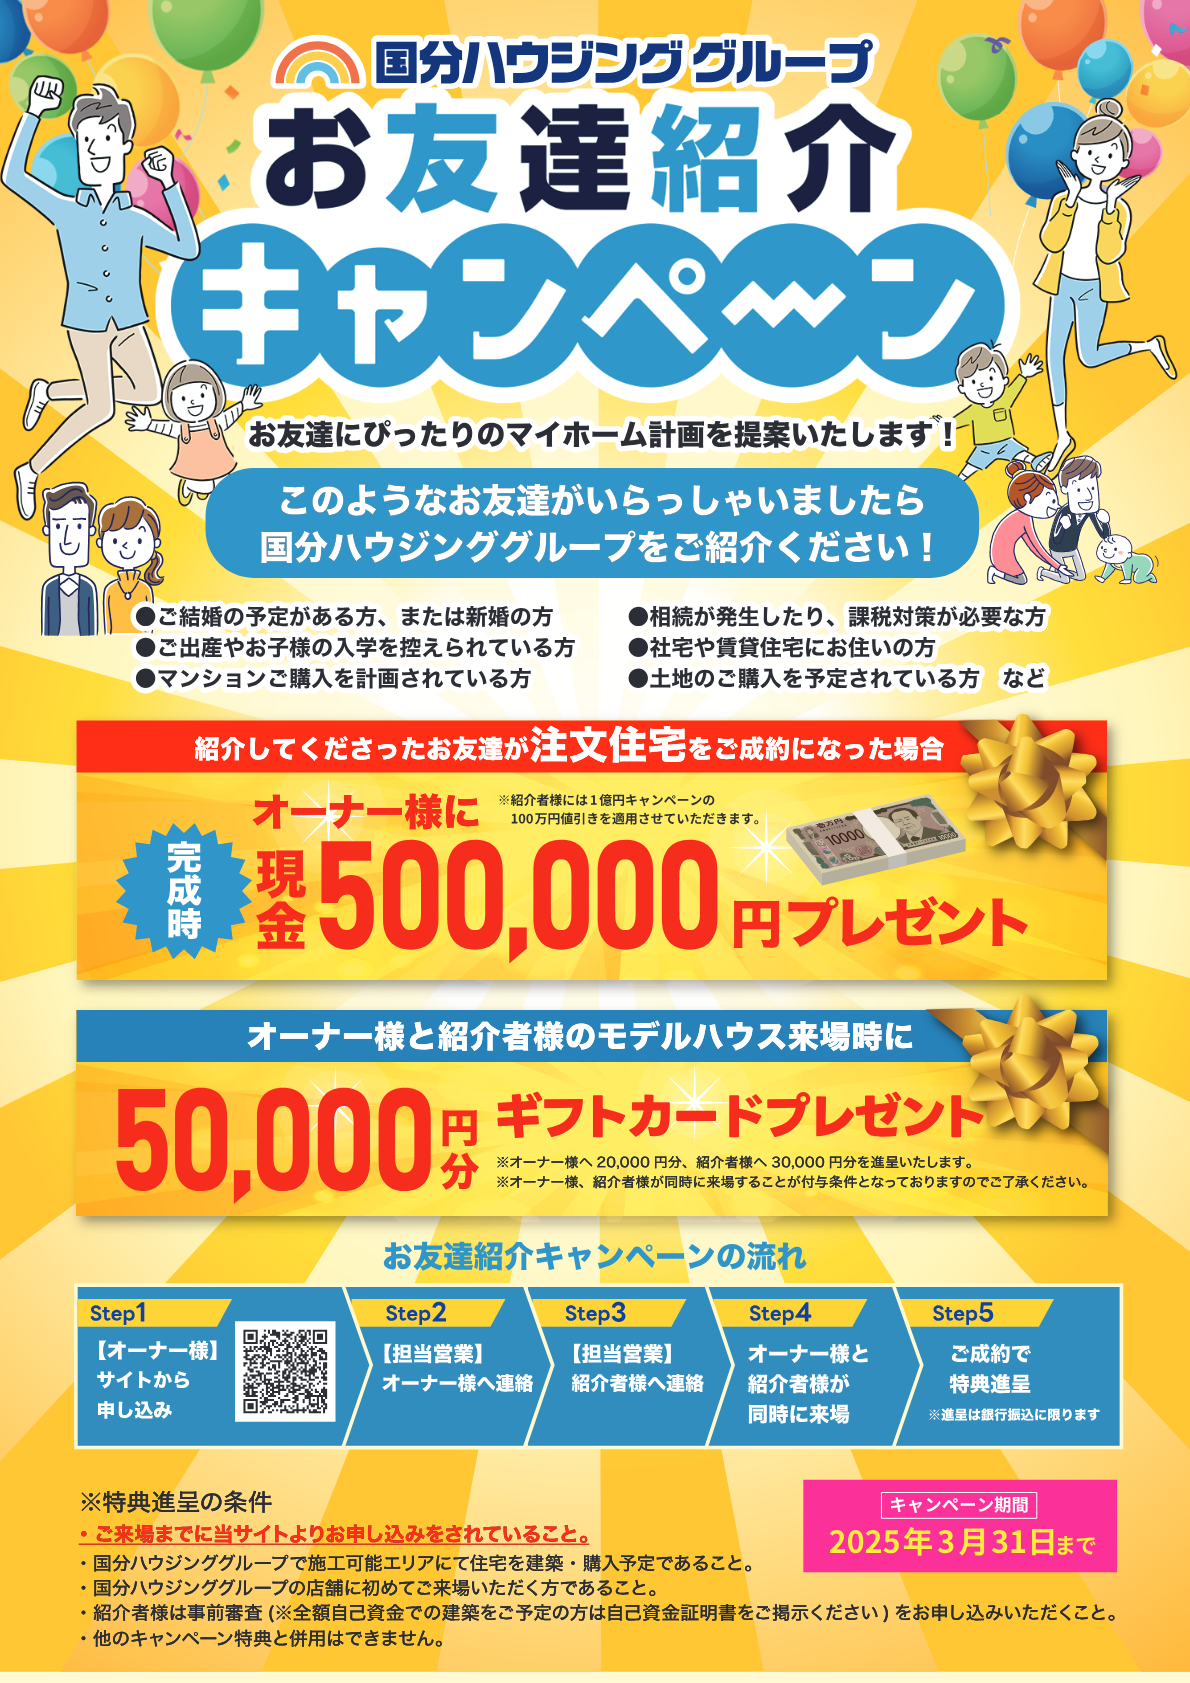 国分ハウジンググループ
お友達紹介
キャンペーン
お友達にぴったりのマイホーム計画を提案いたします！
このようなお友達がいらっしゃいましたら
国分ハウジンググループをご紹介ください！
●ご結婚の予定がある方、または新婚の方
●ご出産やお子様の入学を控えられている方
●マンションご購入を計画されている方
●相続が発生したり、課税対策が必要な方
●社宅や賃貸住宅にお住いの方
●土地のご購入を予定されている方　など
紹介してくださったお友達が注文住宅をご成約になった場合
オーナー様に
※紹介者様には1億円キャンペーンの
100万円値引きを適用させていただきます。
壱万円
10000
10000
完成時
現金500,000円プレゼント
オーナー様と紹介者様のモデルハウス来場時に
50,000円分
ギフトカードプレゼント
※オーナー様へ 20,000 円分、紹介者様へ 30,000 円分を進呈いたします。
※オーナー様、紹介者様が同時に来場することが付与条件となっておりますのでご了承ください。
お友達紹介キャンペーンの流れ
Step1
【オーナー様】
サイトから
申し込み
Step2
【担当営業】
オーナー様へ連絡
Step3
【担当営業】
紹介者様へ連絡
Step4
オーナー様と
紹介者様が
同時に来場
Step5
ご成約で
特典進呈
※進呈は銀行振込に限ります
※特典進呈の条件
・ご来場までに当サイトよりお申し込みをされていること。
・国分ハウジンググループで施工可能エリアにて住宅を建築・購入予定であること。
・国分ハウジンググループの店舗に初めてご来場いただく方であること。
・紹介者様は事前審査 (※全額自己資金での建築をご予定の方は自己資金証明書をご掲示ください ) をお申し込みいただくこと。
・他のキャンペーン特典と併用はできません。
キャンペーン期間
2025年3月31日まで